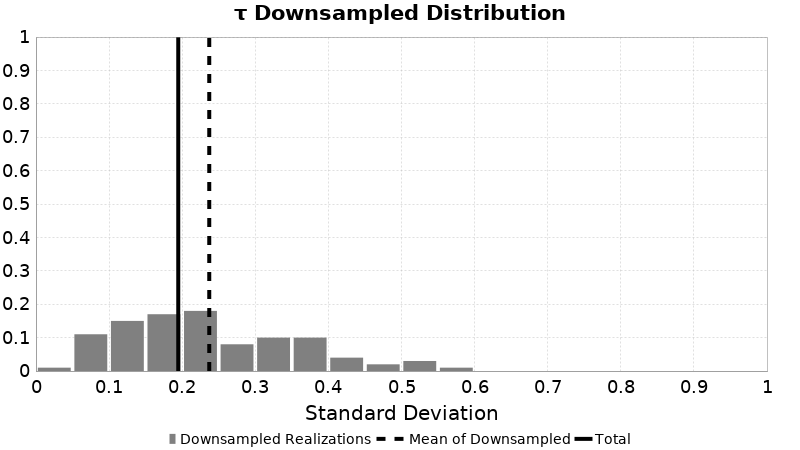 τ Downsampled Distribution
1
0.9
0.8
0.7
0.6
0.5
0.4
0.3
0.2
0.1
0
0 0.1 0.2 0.3 0.4 0.5 0.6 0.7 0.8 0.9 1
Standard Deviation
Downsampled Realizations Mean of Downsampled Total